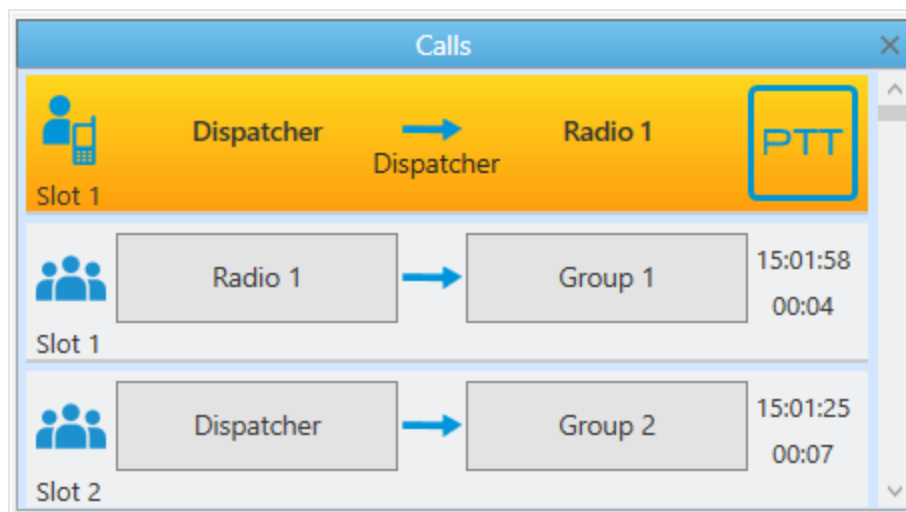 Calls
Dispatcher Radio 1
Dispatcher
PTT
Slot 1
Radio 1 Group 1 15:01:58
00:04
Slot 1
Dispatcher Group 2 15:01:25
00:07
Slot 2